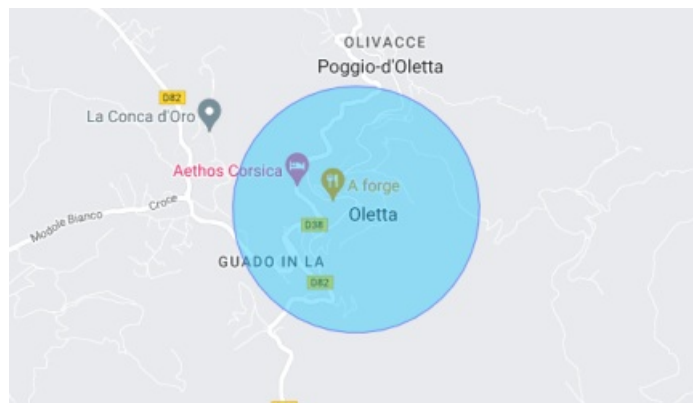 OLIVACCE
Poggio-d'Oletta
D82
La Conca d'Oro
Aethos Corsica
A forge
Croce
Modole Bianco
Oletta
D38
GUADO IN LA
D82